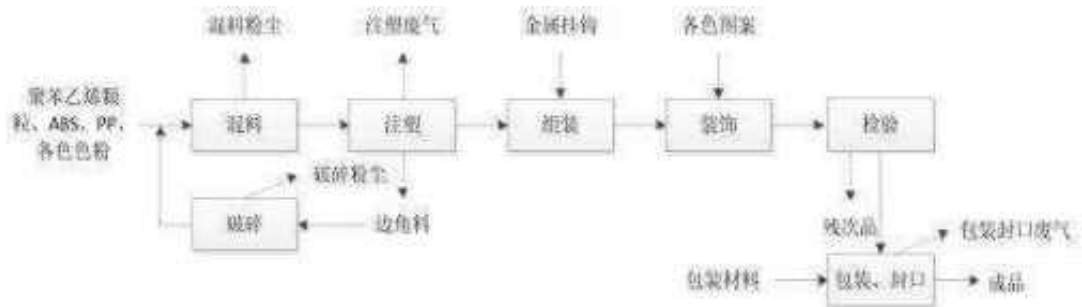 混料粉尘
注塑废气
金属挂钩
各色图案
聚苯乙烯颗
粒、ABS、PP、
各色色粉
混料
注塑
组装
装饰
检验
破碎粉尘
破碎
边角料
残次品
包装封口废气
包装材料
包装、封口
成品